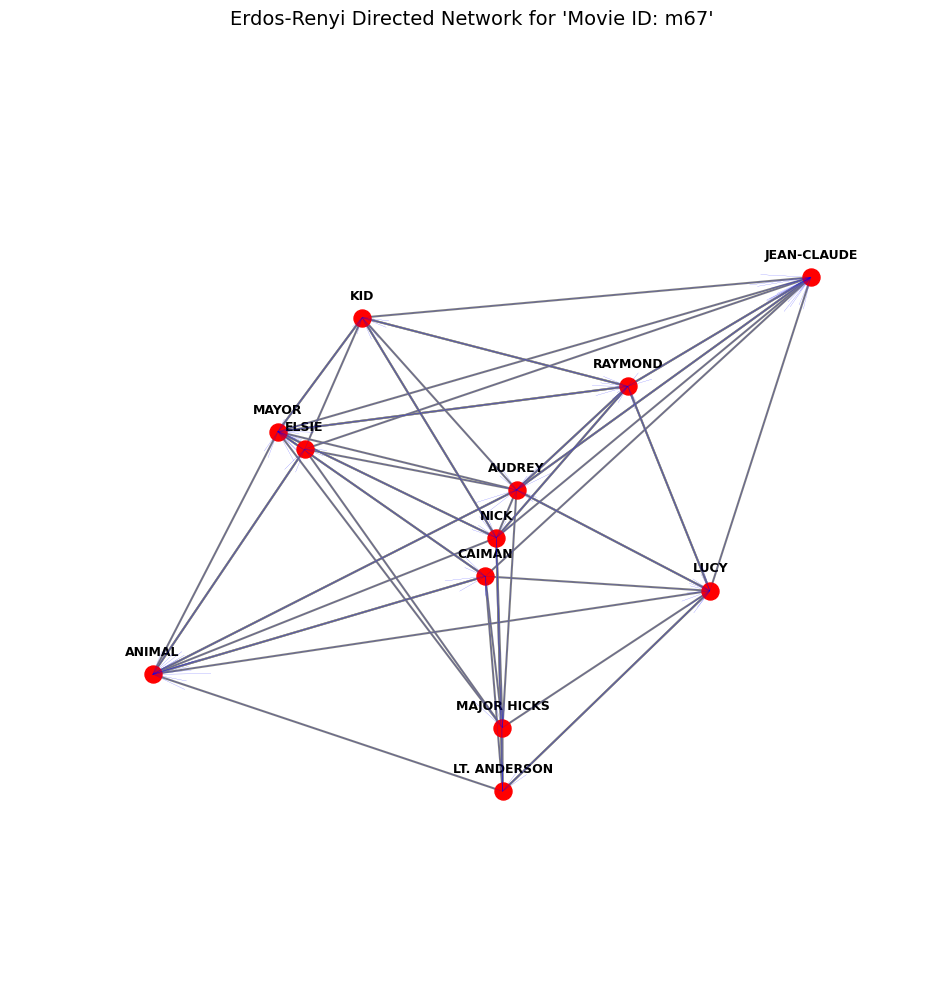 Erdos-Renyi Directed Network for 'Movie ID: m67'
JEAN-CLAUDE
KID
RAYMOND
MAYOR
ELSIE
AUDREY
NICK
CAIMAN
LUCY
ANIMAL
MAJOR HICKS
LT. ANDERSON